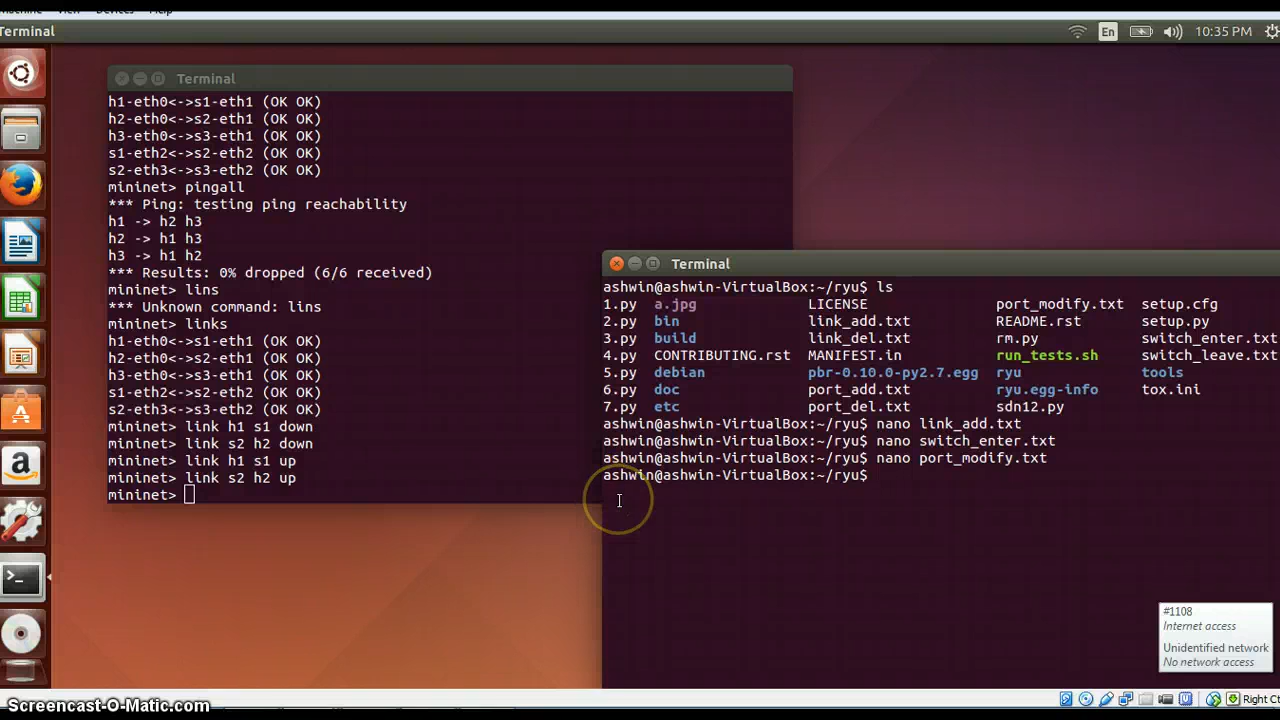 Machine View Devices Help
Terminal
En
10:35 PM
Terminal
h1-eth0<->s1-eth1 (OK OK)
h2-eth0<->s2-eth1 (OK OK)
h3-eth0<->s3-eth1 (OK OK)
s1-eth2<->s2-eth2 (OK OK)
s2-eth3<->s3-eth2 (OK OK)
mininet> pingall
*** Ping: testing ping reachability
h1 -> h2 h3
h2 -> h1 h3
h3 -> h1 h2
*** Results: 0% dropped (6/6 received)
mininet> lins
*** Unknown command: lins
mininet> links
h1-eth0<->s1-eth1 (OK OK)
h2-eth0<->s2-eth1 (OK OK)
h3-eth0<->s3-eth1 (OK OK)
s1-eth2<->s2-eth2 (OK OK)
s2-eth3<->s3-eth2 (OK OK)
mininet> link h1 s1 down
mininet> link s2 h2 down
mininet> link h1 s1 up
mininet> link s2 h2 up
mininet>
Terminal
ashwin@ashwin-VirtualBox:~/ryu$ ls
1.py a.jpg LICENSE port_modify.txt setup.cfg
2.py bin link_add.txt README.rst setup.py
3.py build link_del.txt rm.py switch_enter.txt
4.py CONTRIBUTING.rst MANIFEST.in run_tests.sh switch_leave.txt
5.py debian pbr-0.10.0-py2.7.egg ryu tools
6.py doc port_add.txt ryu.egg-info tox.ini
7.py etc port_del.txt sdn12.py
ashwin@ashwin-VirtualBox:~/ryu$ nano link_add.txt
ashwin@ashwin-VirtualBox:~/ryu$ nano switch_enter.txt
ashwin@ashwin-VirtualBox:~/ryu$ nano port_modify.txt
ashwin@ashwin-VirtualBox:~/ryu$
#1108
Internet access
Unidentified network
No network access
Right Ct
Screencast-O-Matic.com